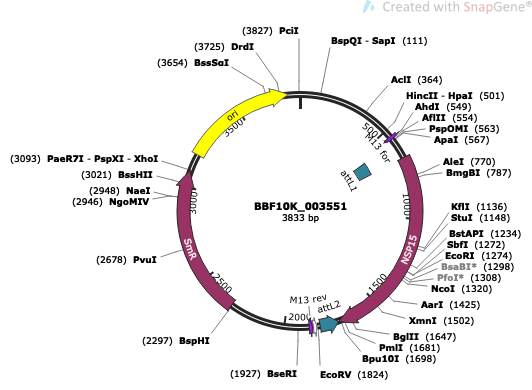 Created with SnapGene®
(3827) PciI
(3725) DrdI
(3654) BssSαI
BspQI - SapI (111)
AclI (364)
HincII - HpaI (501)
AhdI (549)
AflII (554)
PspOMI (563)
ApaI (567)
AleI (770)
BmgBI (787)
KflI (1136)
StuI (1148)
BstAPI (1234)
SbfI (1272)
EcoRI (1274)
BsaBI* (1298)
PfoI* (1308)
NcoI (1320)
AarI (1425)
XmnI (1502)
BglII (1647)
PmlI (1681)
Bpu10I (1698)
EcoRV (1824)
(1927) BseRI
(2297) BspHI
(2678) PvuI
(2946) NgoMIV
(2948) NaeI
(3021) BssHII
(3093) PaeR7I - PspXI - XhoI
ori
M13 for
attL1
NSP15
attL2
M13 rev
SmR
500
1000
1500
2000
2500
3000
3500
BBF10K_003551
3833 bp